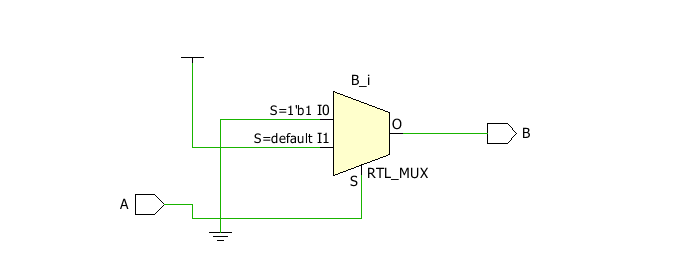 B_i
S=1'b1 I0
O
B
S=default I1
S
RTL_MUX
A